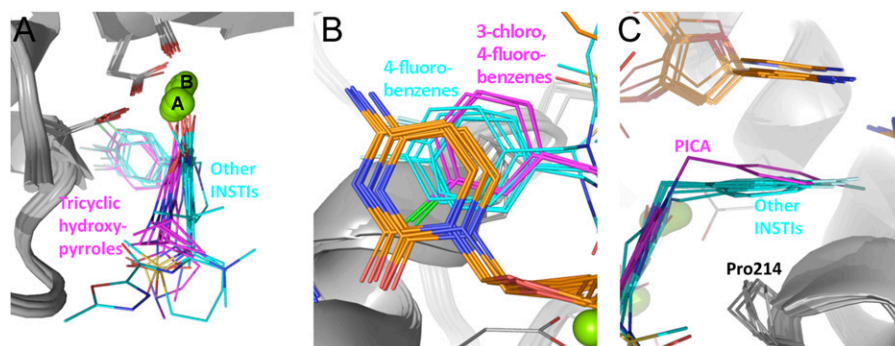 A
B
A
Other
INSTIs
Tricyclic
hydroxy-
pyrroles
B
3-chloro,
4-fluoro-
benzenes
4-fluoro-
benzenes
C
PICA
Other
INSTIs
Pro214